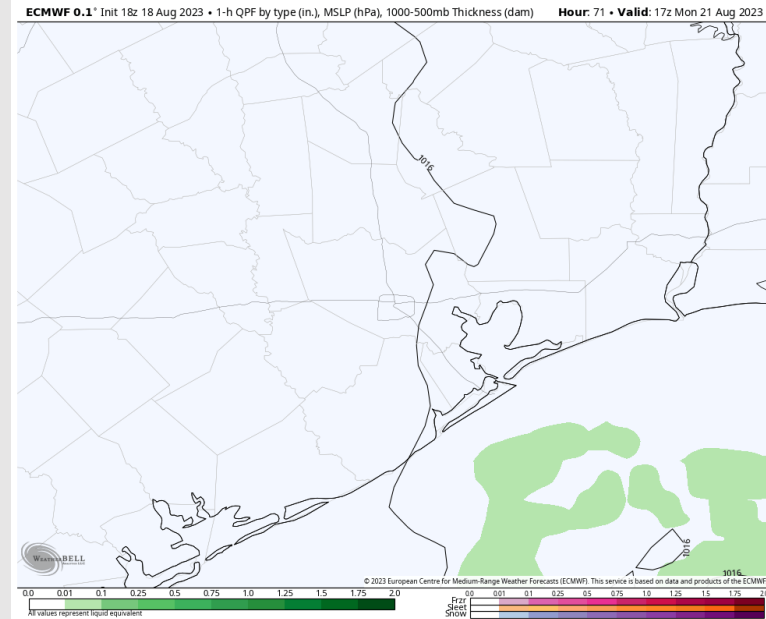 ECMWF 0.1° Init 18z 18 Aug 2023 • 1-h QPF by type (in.), MSLP (hPa), 1000-500mb Thickness (dam) Hour: 71 • Valid: 17z Mon 21 Aug 2023
1016
1016
1016
WEATHERBELL
© 2023 European Centre for Medium-Range Weather Forecasts (ECMWF). This service is based on data and products of the ECMWF
0.0 0.01 0.1 0.25 0.5 0.75 1.0 1.25 1.5 1.75 2.0
All values represent liquid equivalent
0.0 0.01 0.1 0.25 0.5 0.75 1.0 1.25 1.5 1.75 2.0
Frzr
Sleet
Snow